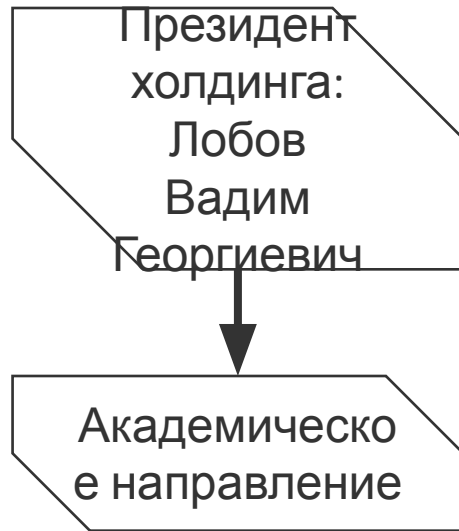 Президент
холдинга:
Лобов
Вадим
Георгиевич
Академическо
е направление